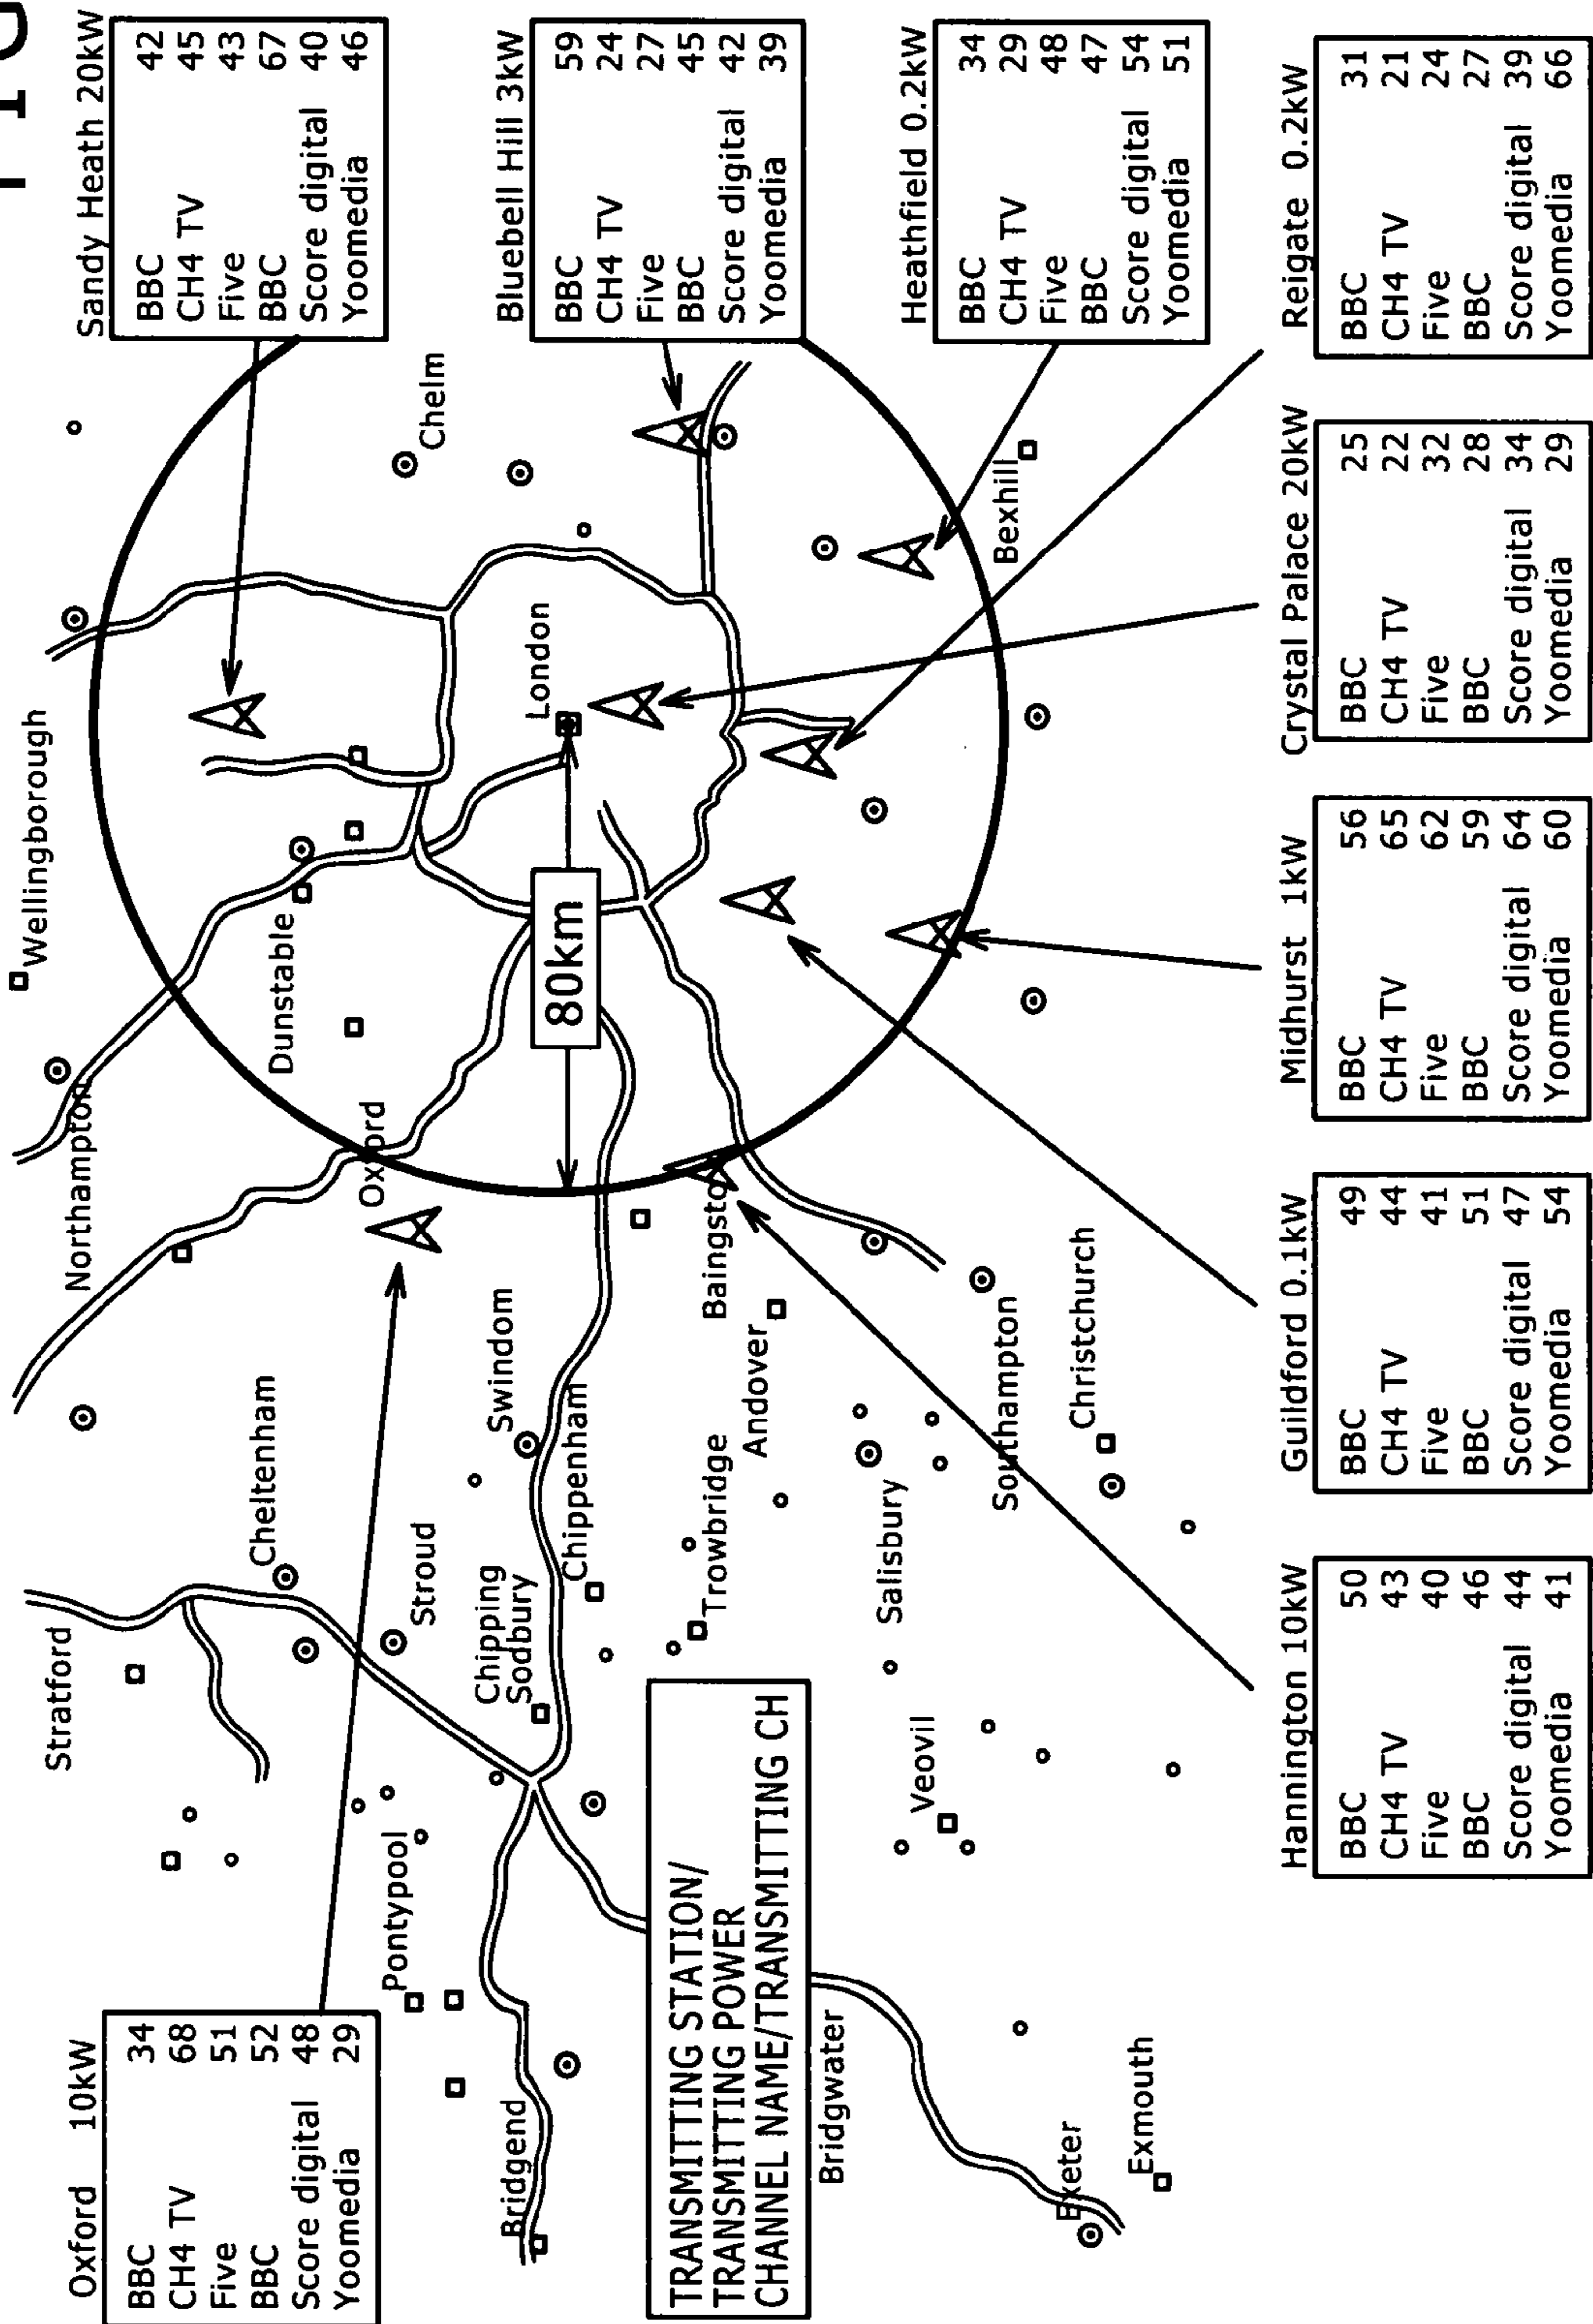 Oxford 10kW
BBC 34
CH4 TV 68
Five 51
BBC 52
Score digital 48
Yoomedia 29
Sandy Heath 20kW
BBC 42
CH4 TV 45
Five 43
BBC 67
Score digital 40
Yoomedia 46
Bluebell Hill 3kW
BBC 59
CH4 TV 24
Five 27
BBC 45
Score digital 42
Yoomedia 39
Heathfield 0.2kW
BBC 34
CH4 TV 29
Five 48
BBC 47
Score digital 54
Yoomedia 51
Wellingborough
Stratford
Northampton
Cheltenham
Dunstable
Oxford
Pontypool
Stroud
Chelm
Chipping
Sodbury
Swindom
Bridgend
London
Chippenham
80km
TRANSMITTING STATION/
TRANSMITTING POWER
CHANNEL NAME/TRANSMITTING CH
Trowbridge
Baingsto
Andover
Bridgwater
Salisbury
Veovil
Southampton
Bexhill
Exeter
Christchurch
Exmouth
Hannington 10kW
BBC 50
CH4 TV 43
Five 40
BBC 46
Score digital 44
Yoomedia 41
Guildford 0.1kW
BBC 49
CH4 TV 44
Five 41
BBC 51
Score digital 47
Yoomedia 54
Midhurst 1kW
BBC 56
CH4 TV 65
Five 62
BBC 59
Score digital 64
Yoomedia 60
Crystal Palace 20kW
BBC 25
CH4 TV 22
Five 32
BBC 28
Score digital 34
Yoomedia 29
Reigate 0.2kW
BBC 31
CH4 TV 21
Five 24
BBC 27
Score digital 39
Yoomedia 66